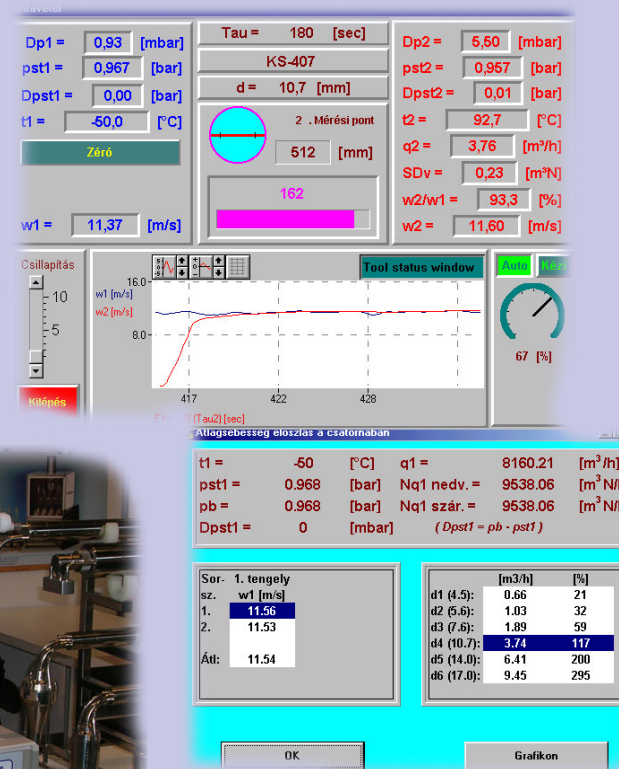 Dp1 = 0,93 [mbar]
pst1 = 0,967 [bar]
Dpst1 = 0,00 [bar]
t1 = -50,0 [°C]
Zéró
w1 = 11,37 [m/s]
Tau = 180 [sec]
KS-407
d = 10,7 [mm]
2 . Mérési pont
512 [mm]
162
Dp2 = 5,50 [mbar]
pst2 = 0,957 [bar]
Dpst2 = 0,01 [bar]
t2 = 92,7 [°C]
q2 = 3,76 [m³/h]
SDv = 0,23 [m³N]
w2/w1 = 93,3 [%]
w2 = 11,60 [m/s]
Csillapítás
10
5
Kilépés
Tool status window
w1 [m/s]
w2 [m/s]
16.0
8.0
417 422 428
(Tau2) [sec]
Auto Kézi
67 [%]
Átlagsebesség eloszlás a csatornában
t1 = -50 [°C] q1 = 8160.21 [m³/h]
pst1 = 0.968 [bar] Nq1 nedv. = 9538.06 [m³N/
pb = 0.968 [bar] Nq1 szár. = 9538.06 [m³N/
Dpst1 = 0 [mbar] ( Dpst1 = pb - pst1 )
Sor- 1. tengely
sz. w1 [m/s]
1. 11.56
2. 11.53
Átl: 11.54
[m3/h] [%]
d1 (4.5): 0.66 21
d2 (5.6): 1.03 32
d3 (7.6): 1.89 59
d4 (10.7): 3.74 117
d5 (14.0): 6.41 200
d6 (17.0): 9.45 295
OK
Grafikon